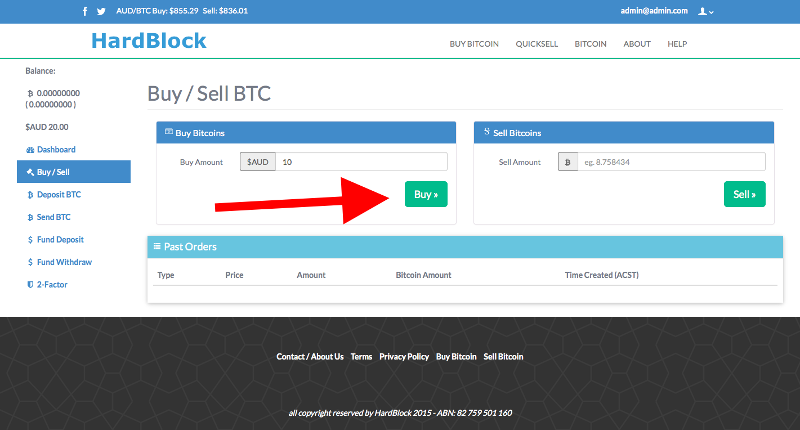 AUD/BTC Buy: $855.29 Sell: $836.01
admin@admin.com
HardBlock
BUY BITCOIN QUICKSELL BITCOIN ABOUT HELP
Balance:
0.00000000
( 0.00000000 )
$AUD 20.00
Dashboard
Buy / Sell
Deposit BTC
Send BTC
Fund Deposit
Fund Withdraw
2-Factor
Buy / Sell BTC
Buy Bitcoins
Buy Amount $AUD 10
Buy »
Sell Bitcoins
Sell Amount eg. 8.758434
Sell »
Past Orders
Type Price Amount Bitcoin Amount Time Created (ACST)
Contact / About Us Terms Privacy Policy Buy Bitcoin Sell Bitcoin
all copyright reserved by HardBlock 2015 - ABN: 82 759 501 160